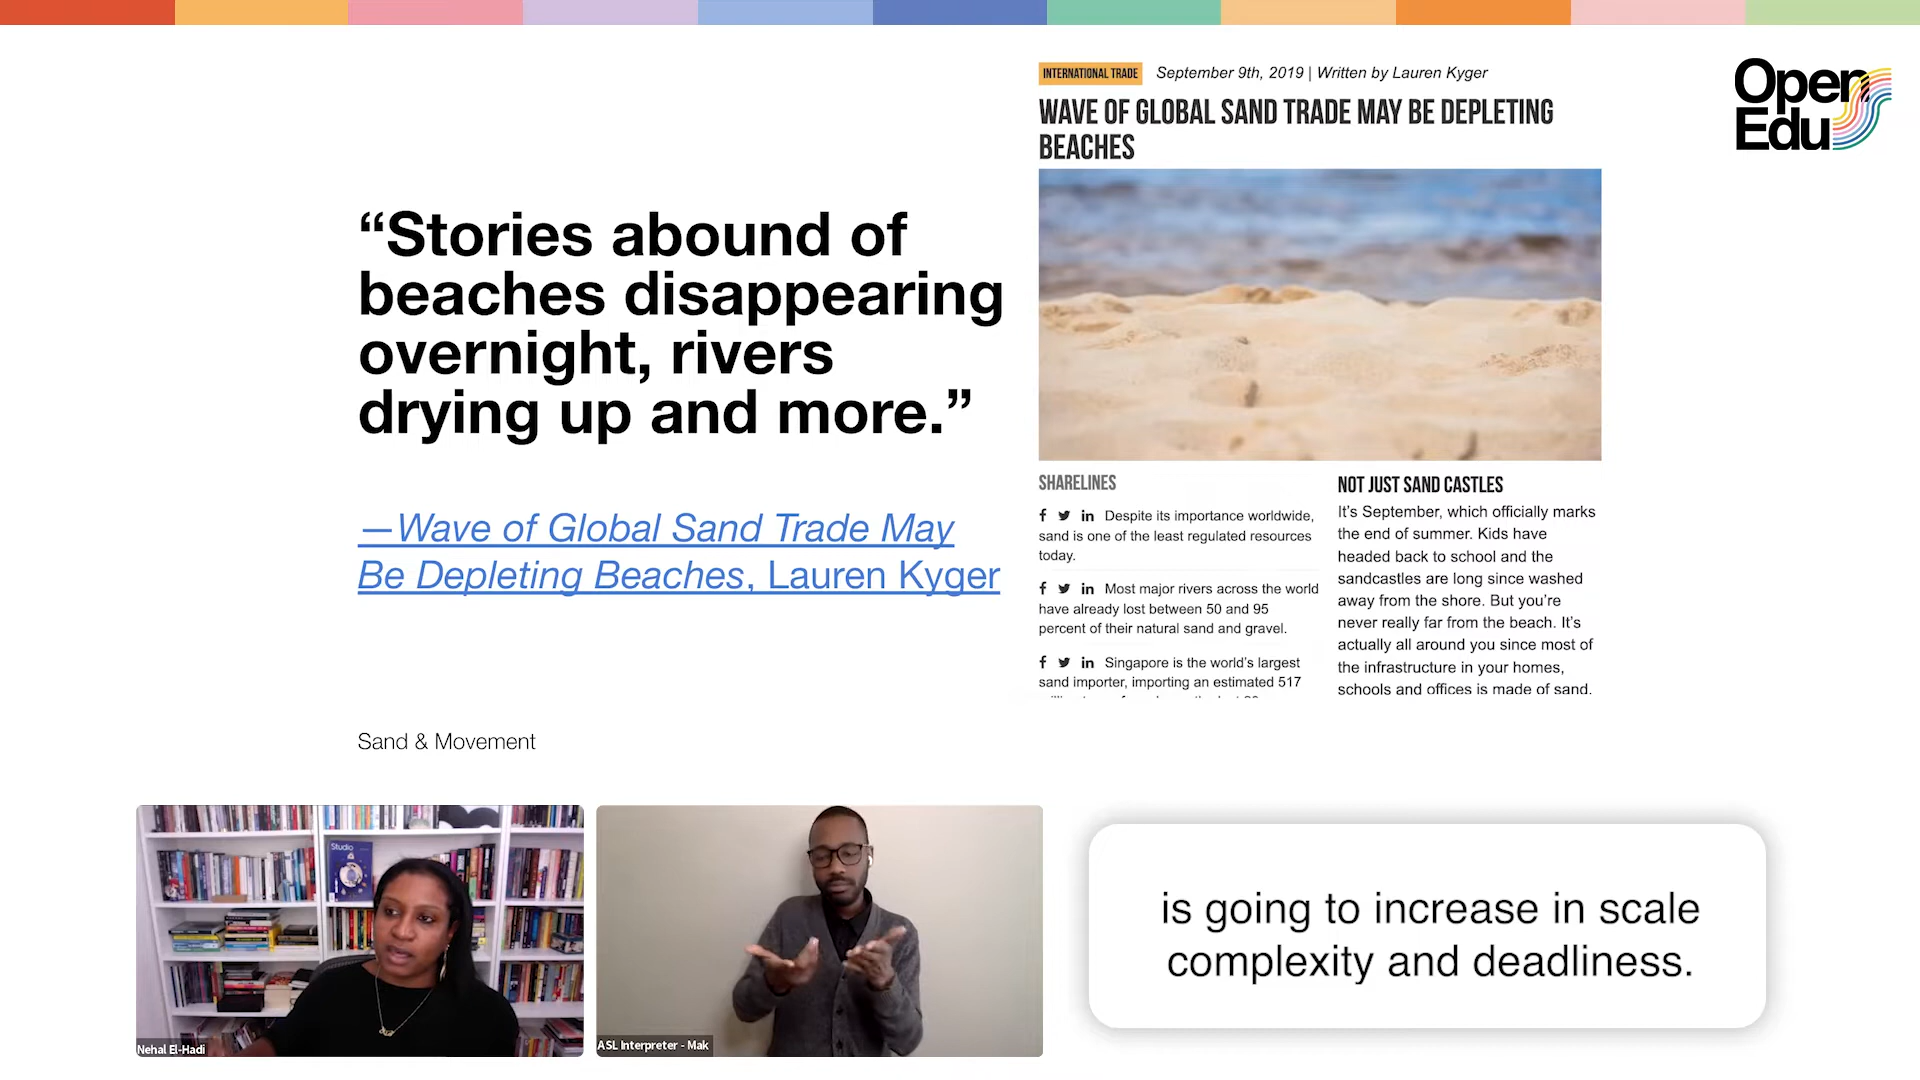 Open
Edu
“Stories abound of
beaches disappearing
overnight, rivers
drying up and more.”
—Wave of Global Sand Trade May
Be Depleting Beaches, Lauren Kyger
INTERNATIONAL TRADE September 9th, 2019 | Written by Lauren Kyger
WAVE OF GLOBAL SAND TRADE MAY BE DEPLETING
BEACHES
SHARELINES
Despite its importance worldwide,
sand is one of the least regulated resources
today.
Most major rivers across the world
have already lost between 50 and 95
percent of their natural sand and gravel.
Singapore is the world’s largest
sand importer, importing an estimated 517
NOT JUST SAND CASTLES
It’s September, which officially marks
the end of summer. Kids have
headed back to school and the
sandcastles are long since washed
away from the shore. But you’re
never really far from the beach. It’s
actually all around you since most of
the infrastructure in your homes,
schools and offices is made of sand.
Sand & Movement
Studio
Nehal El-Hadi
ASL Interpreter - Mak
is going to increase in scale
complexity and deadliness.